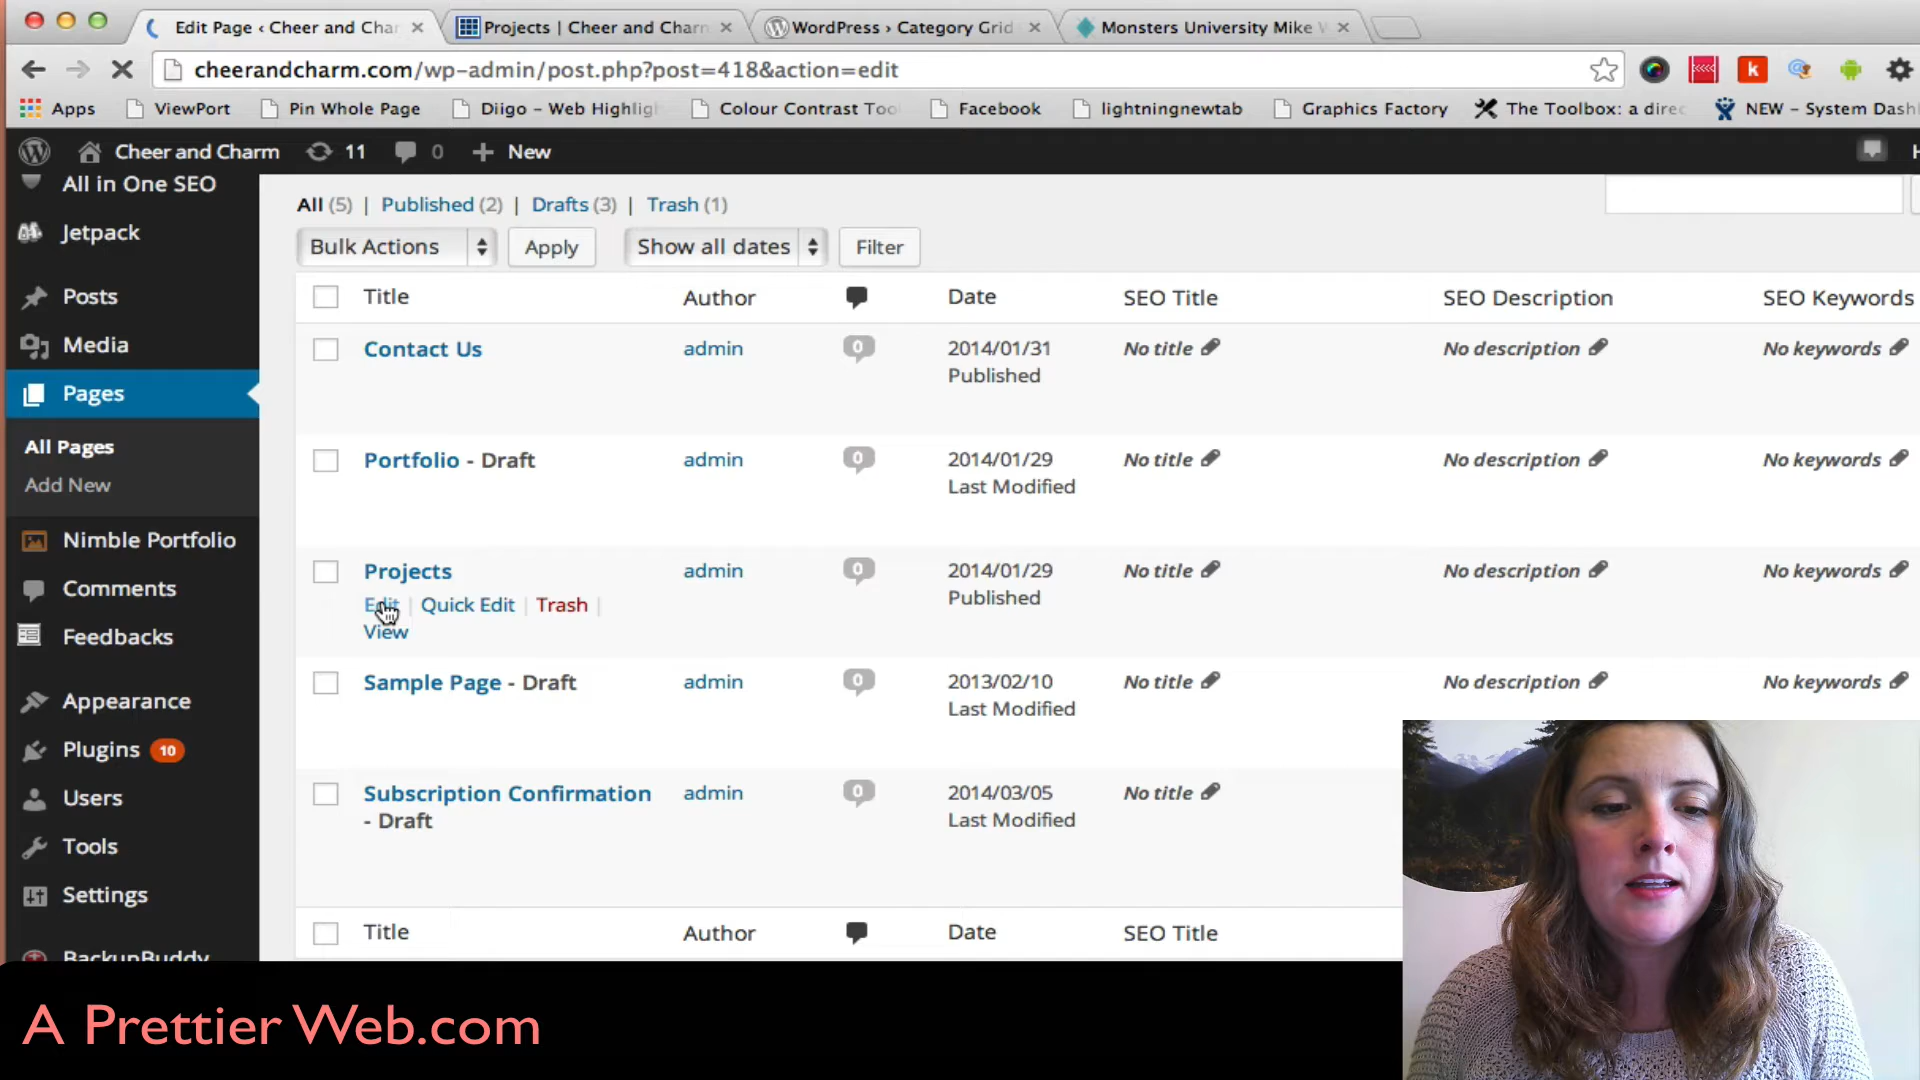 Edit Page ‹ Cheer and Char
Projects | Cheer and Charm
WordPress › Category Grid
Monsters University Mike
cheerandcharm.com/wp-admin/post.php?post=418&action=edit
Apps ViewPort Pin Whole Page Diigo – Web Highligh Colour Contrast Too Facebook lightningnewtab Graphics Factory The Toolbox: a direc NEW – System Dash
Cheer and Charm 11 0 + New
All in One SEO
Jetpack
Posts
Media
Pages
All Pages
Add New
Nimble Portfolio
Comments
Feedbacks
Appearance
Plugins 10
Users
Tools
Settings
BackupBuddy
All (5) | Published (2) | Drafts (3) | Trash (1)
Bulk Actions Apply Show all dates Filter
Title Author Date SEO Title SEO Description SEO Keywords
Contact Us admin 0 2014/01/31 No title No description No keywords
Published
Portfolio - Draft admin 0 2014/01/29 No title No description No keywords
Last Modified
Projects admin 0 2014/01/29 No title No description No keywords
Published
Edit | Quick Edit | Trash |
View
Sample Page - Draft admin 0 2013/02/10 No title No description No keywords
Last Modified
Subscription Confirmation admin 0 2014/03/05 No title
- Draft Last Modified
Title Author Date SEO Title
A Prettier Web.com